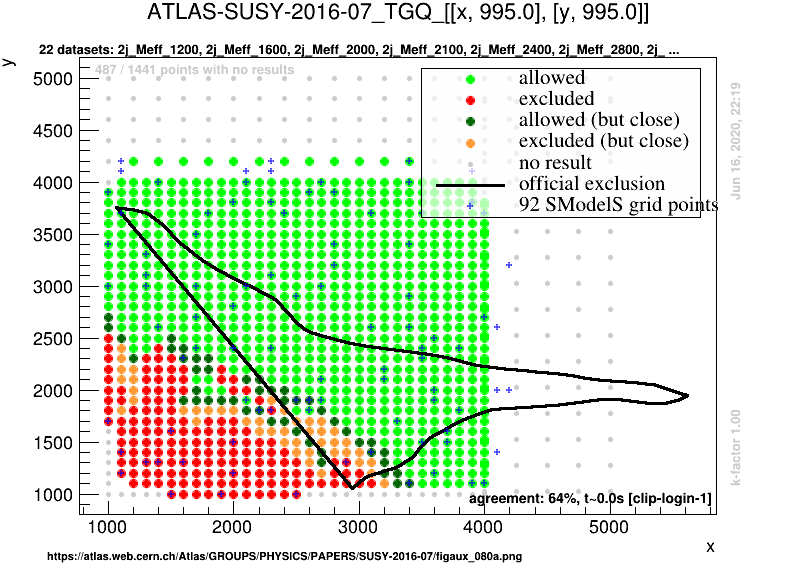 ATLAS-SUSY-2016-07_TGQ_[[x, 995.0], [y, 995.0]]
22 datasets: 2j_Meff_1200, 2j_Meff_1600, 2j_Meff_2000, 2j_Meff_2100, 2j_Meff_2400, 2j_Meff_2800, 2j_ ...
y
487 / 1441 points with no results
allowed
excluded
allowed (but close)
excluded (but close)
no result
official exclusion
92 SModelS grid points
Jun 16, 2020, 22:19
k-factor 1.00
5000
4500
4000
3500
3000
2500
2000
1500
1000
agreement: 64%, t~0.0s [clip-login-1]
1000 2000 3000 4000 5000
x
https://atlas.web.cern.ch/Atlas/GROUPS/PHYSICS/PAPERS/SUSY-2016-07/figaux_080a.png